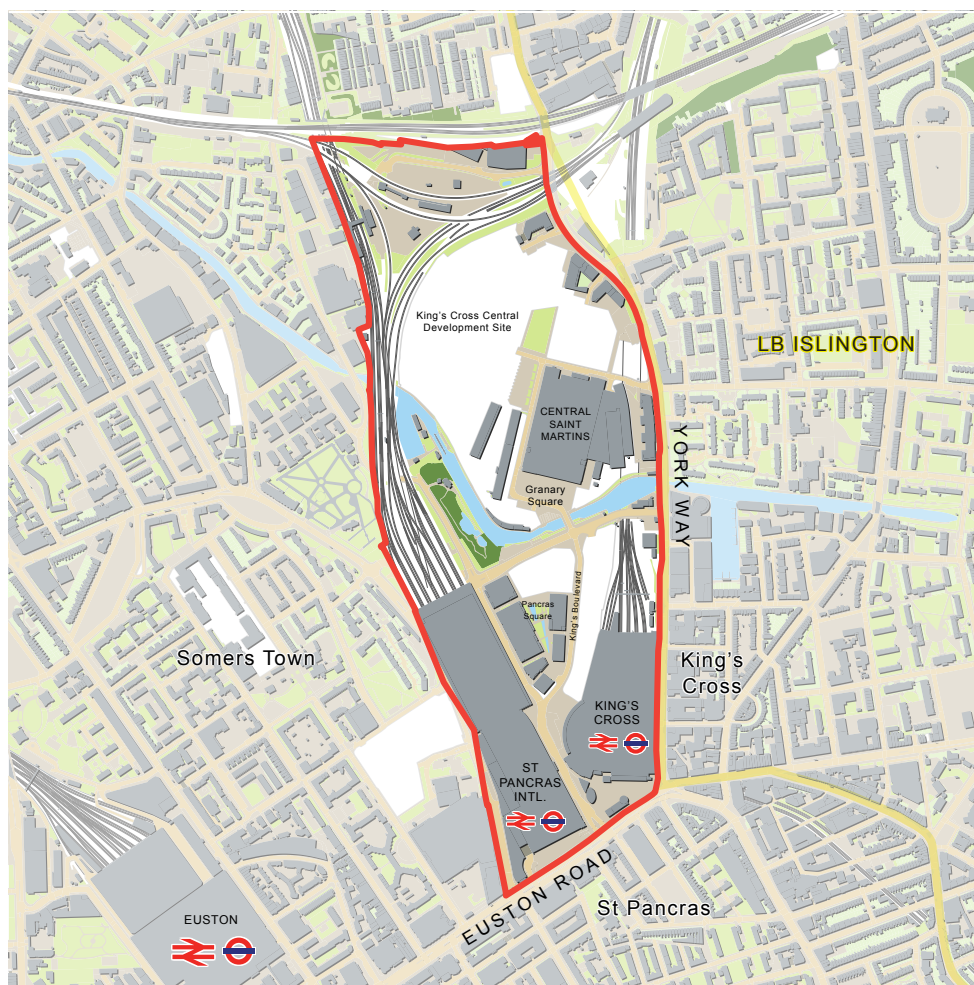 King's Cross Central
Development Site
LB ISLINGTON
CENTRAL
SAINT
MARTINS
YORK WAY
Granary
Square
King's Boulevard
Pancras
Square
Somers Town
King's
Cross
KING'S
CROSS
ST
PANCRAS
INTL.
EUSTON ROAD
St Pancras
EUSTON